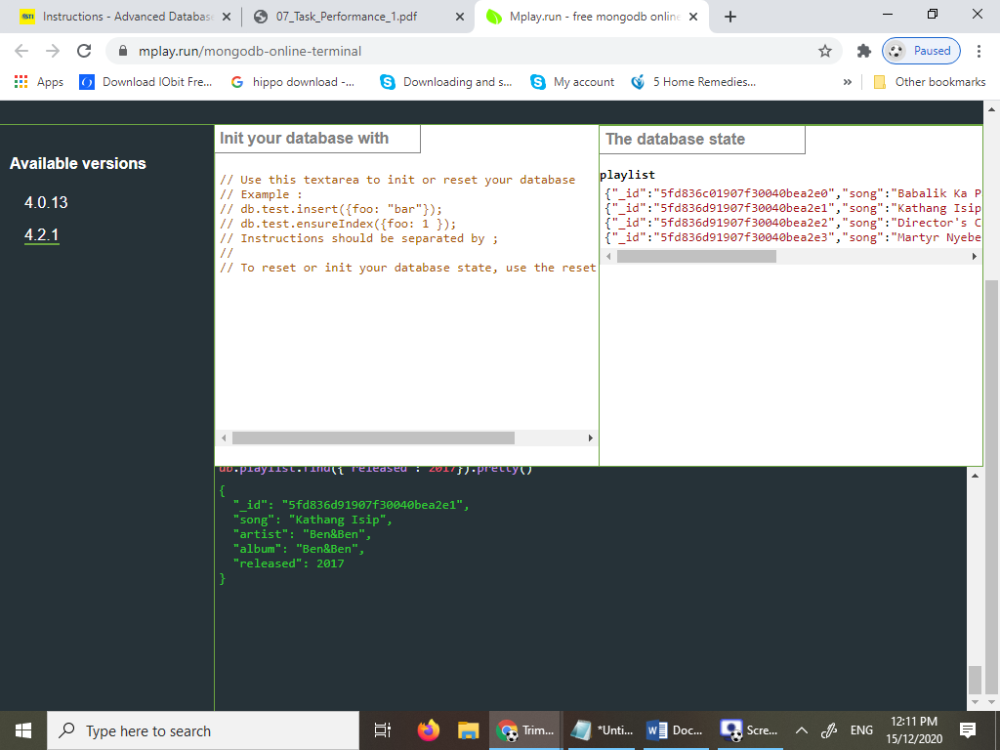 Instructions - Advanced Database
07_Task_Performance_1.pdf
Mplay.run - free mongodb online
mplay.run/mongodb-online-terminal
Paused
Apps
Download IObit Fre...
hippo download -...
Downloading and s...
My account
5 Home Remedies...
»
Other bookmarks
Available versions
4.0.13
4.2.1
Init your database with
// Use this textarea to init or reset your database
// Example :
// db.test.insert({foo: "bar"});
// db.test.ensureIndex({foo: 1 });
// Instructions should be separated by ;
//
// To reset or init your database state, use the reset
The database state
playlist
{"_id":"5fd836c01907f30040bea2e0","song":"Babalik Ka P
{"_id":"5fd836d91907f30040bea2e1","song":"Kathang Isip
{"_id":"5fd836d91907f30040bea2e2","song":"Director's C
{"_id":"5fd836d91907f30040bea2e3","song":"Martyr Nyebe
db.playlist.find({"released": 2017}).pretty()
{
"_id": "5fd836d91907f30040bea2e1",
"song": "Kathang Isip",
"artist": "Ben&Ben",
"album": "Ben&Ben",
"released": 2017
}
Type here to search
Trim...
*Unti...
Doc...
Scre...
ENG
12:11 PM
15/12/2020